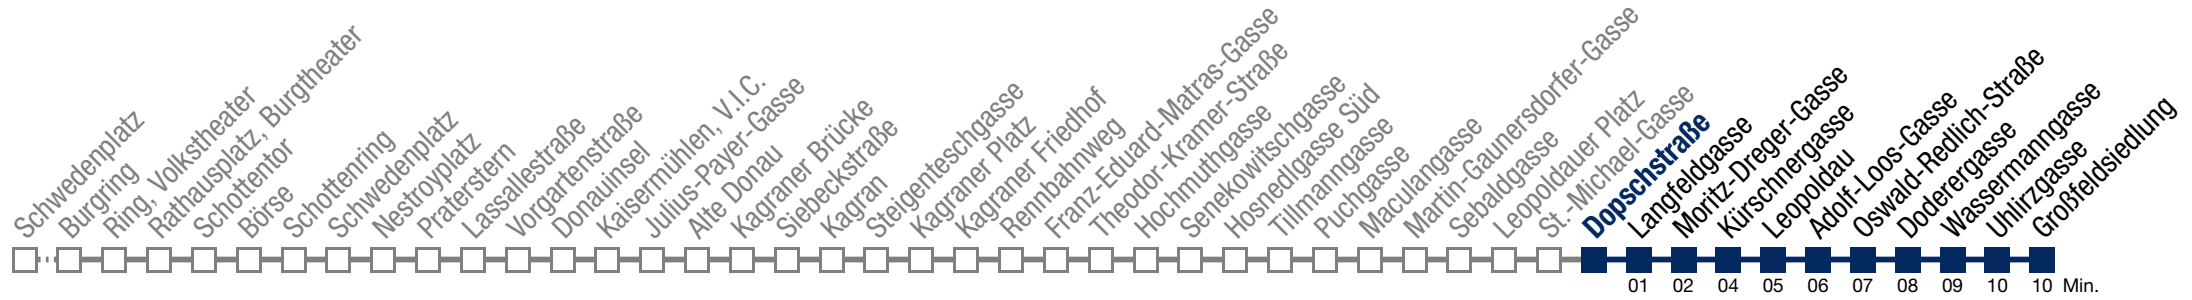 Schwedenplatz
Burgring
Ring, Volkstheater
Rathausplatz, Burgtheater
Schottentor
Börse
Schottenring
Schwedenplatz
Nestroyplatz
Praterstern
Lassallestraße
Vorgartenstraße
Donauinsel
Kaisermühlen, V.I.C.
Julius-Payer-Gasse
Alte Donau
Kagraner Brücke
Siebeckstraße
Kagran
Steigenteschgasse
Kagraner Platz
Kagraner Friedhof
Rennbahnweg
Franz-Eduard-Matras-Gasse
Theodor-Kramer-Straße
Hochmuthgasse
Senekowitschgasse
Hosnedlgasse Süd
Tillmanngasse
Puchgasse
Maculangasse
Martin-Gaunersdorfer-Gasse
Sebaldgasse
Leopoldauer Platz
St.-Michael-Gasse
Dopschstraße
Langfeldgasse
Moritz-Dreger-Gasse
Kürschnergasse
Leopoldau
Adolf-Loos-Gasse
Oswald-Redlich-Straße
Doderergasse
Wassermanngasse
Uhlirzgasse
Großfeldsiedlung
01 02 04 05 06 07 08 09 10 10 Min.